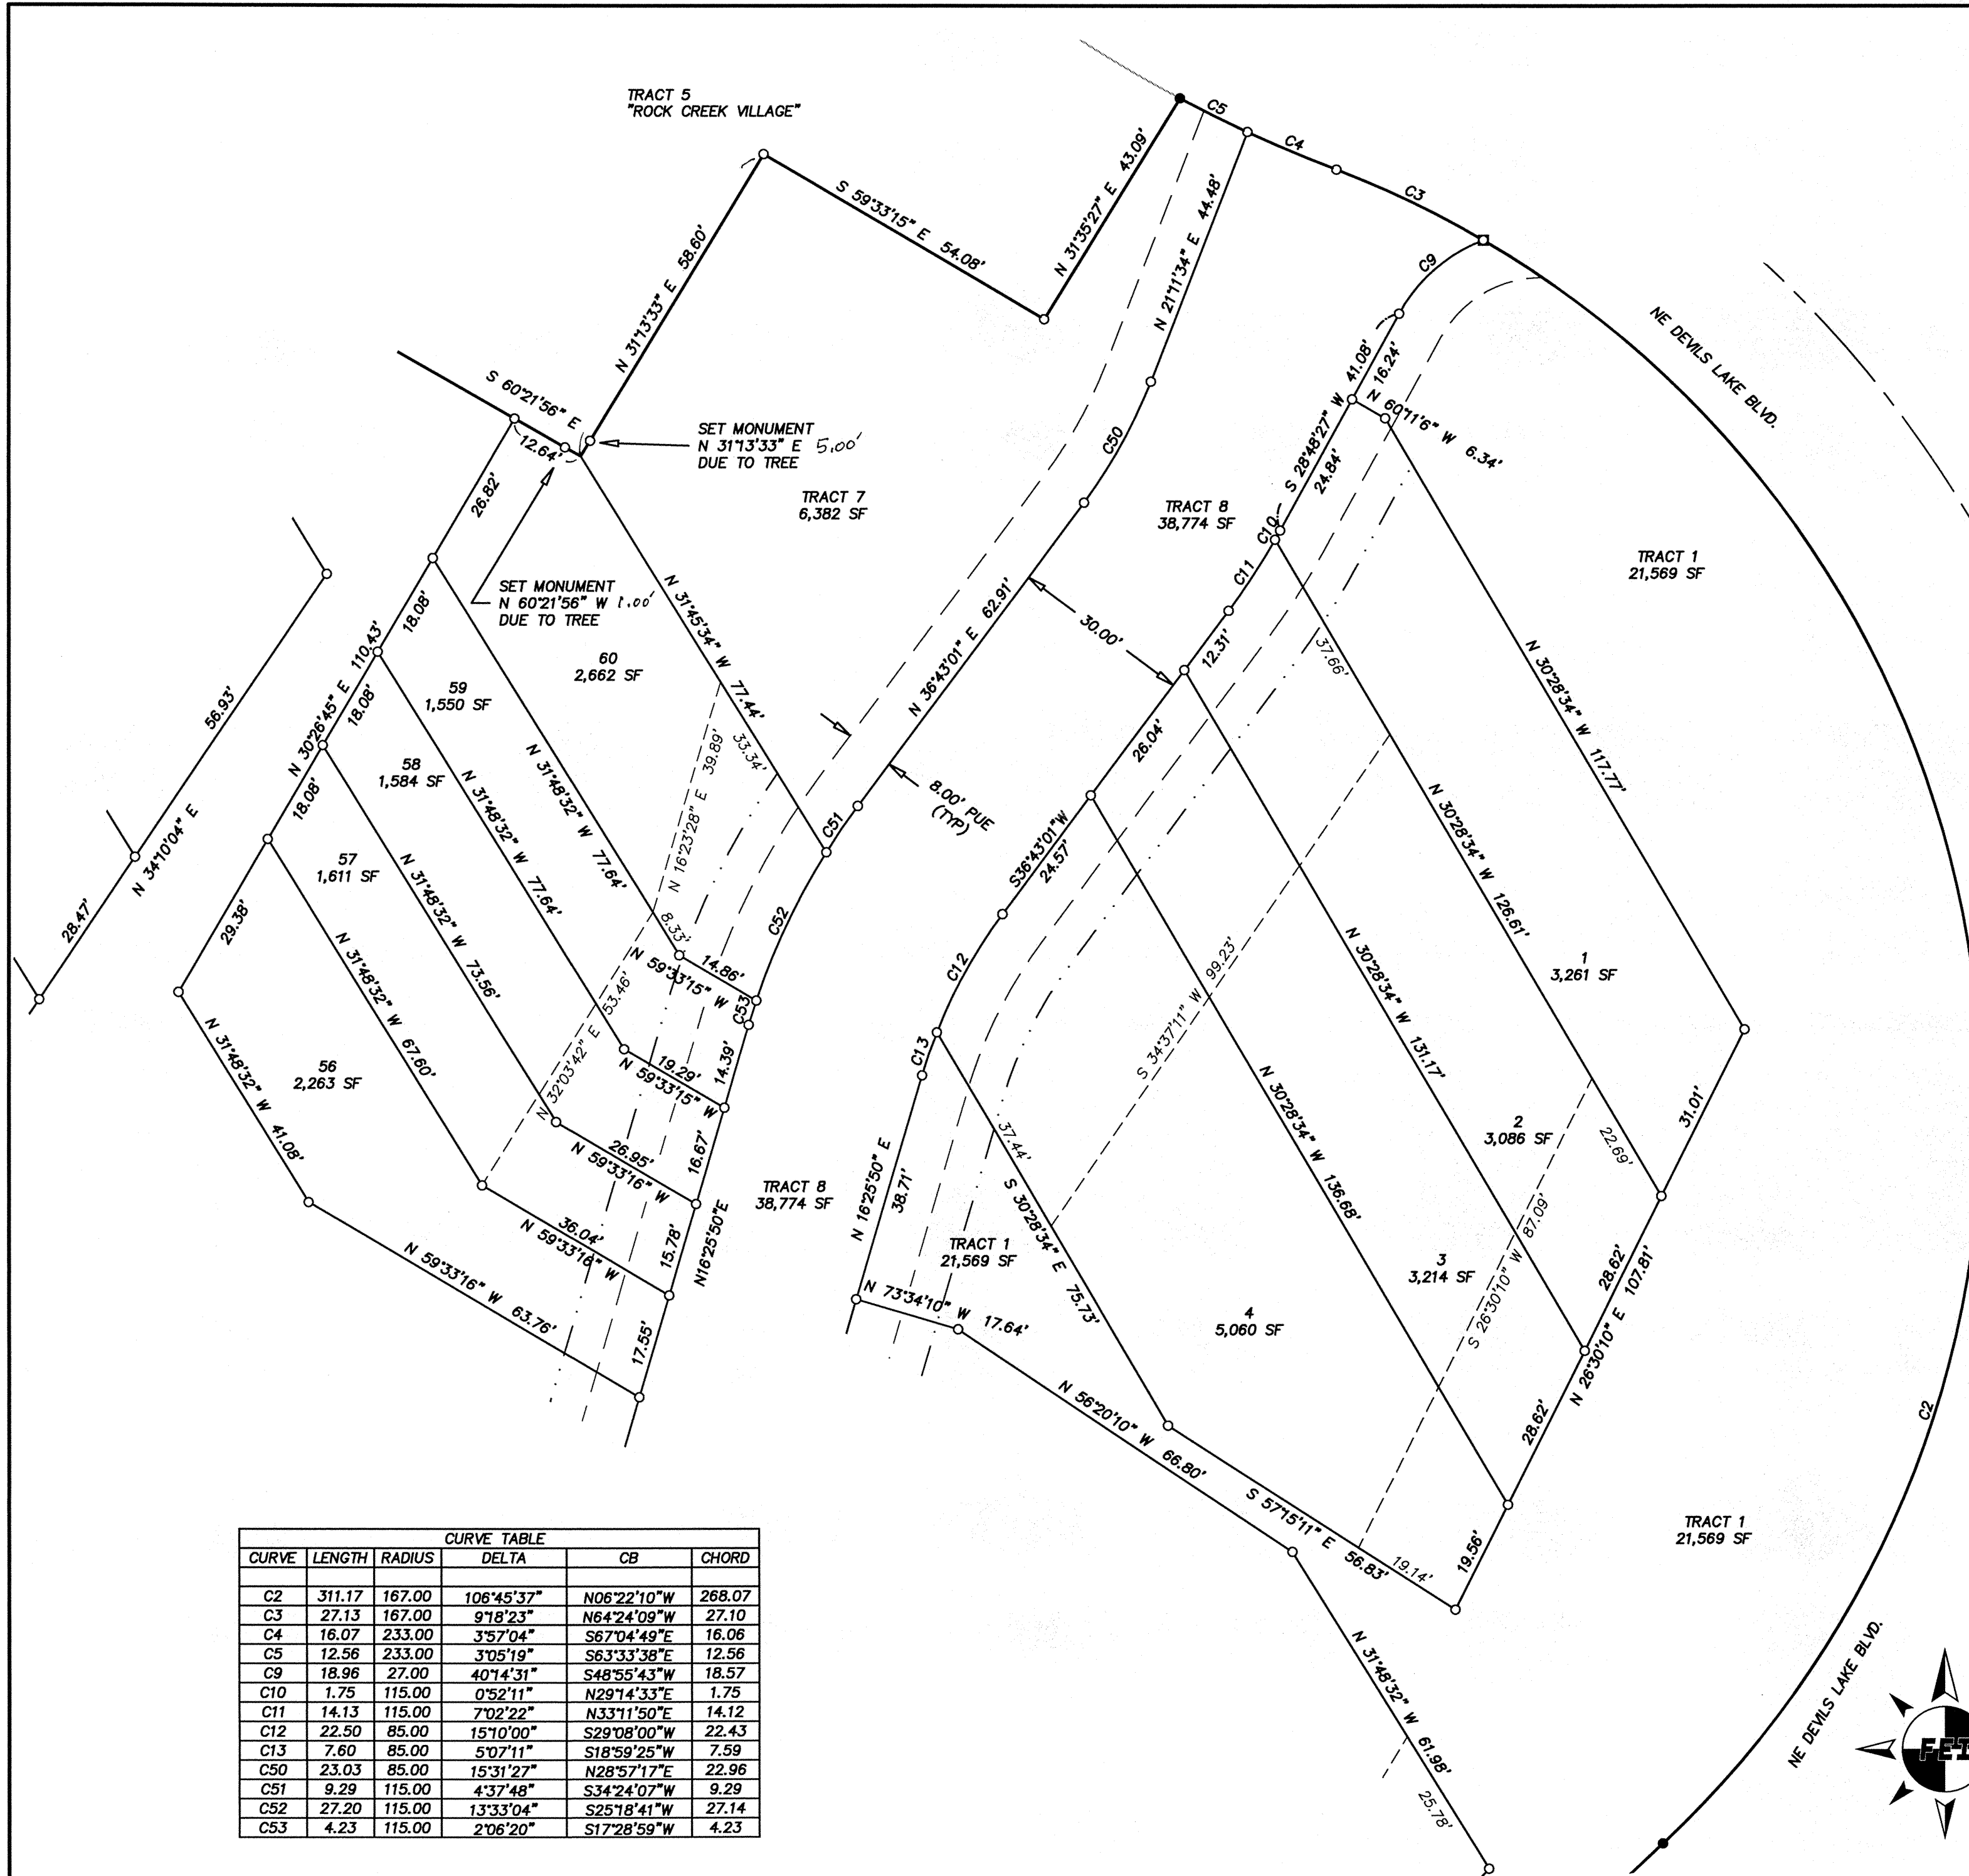 TRACT 5
"ROCK CREEK VILLAGE"
C5
C4
C3
C9
N 31°35'27" E 43.09'
S 59°33'15" E 54.08'
N 31°13'33" E 58.60'
N 21°11'34" E 44.48'
NE DEVILS LAKE BLVD.
S 60°21'56" E
12.64'
SET MONUMENT
N 31°13'33" E 5.00'
DUE TO TREE
S 28°48'27" W 41.08'
16.24'
24.84'
N 60°11'6" W 6.34'
C50
26.82'
TRACT 7
6,382 SF
TRACT 8
38,774 SF
C10
C11
TRACT 1
21,569 SF
SET MONUMENT
N 60°21'56" W 1.00'
DUE TO TREE
N 31°45'34" W 77.44'
33.34'
N 36°43'01" E 62.91'
30.00'
12.31'
37.66'
N 30°28'34" W 117.77'
56.93'
28.47'
N 34°10'04" E
N 30°26'45" E 110.43'
18.08'
18.08'
18.08'
29.38'
60
2,662 SF
59
1,550 SF
58
1,584 SF
57
1,611 SF
56
2,263 SF
N 31°48'32" W 77.64'
N 31°48'32" W 77.64'
N 31°48'32" W 73.56'
N 31°48'32" W 67.60'
N 31°48'32" W 41.08'
N 16°23'28" E 39.89'
8.33'
N 32°03'42" E 53.46'
8.00' PUE
(TYP)
C51
C52
C53
14.86'
N 59°33'15" W
19.29'
N 59°33'15" W
26.95'
N 59°33'16" W
36.04'
N 59°33'16" W
N 59°33'16" W 63.76'
14.39'
16.67'
15.78'
17.55'
N16°25'50"E
26.04'
S36°43'01"W
24.57'
C12
C13
N 16°25'50" E
38.71'
TRACT 8
38,774 SF
TRACT 1
21,569 SF
N 73°34'10" W 17.64'
37.44'
S 30°28'34" E 75.73'
S 34°37'11" W 99.23'
N 30°28'34" W 126.61'
N 30°28'34" W 131.17'
N 30°28'34" W 136.68'
1
3,261 SF
2
3,086 SF
3
3,214 SF
4
5,060 SF
22.69'
S 26°30'10" W 87.09'
31.01'
28.62'
N 26°30'10" E 107.81'
28.62'
19.56'
N 56°20'10" W 66.80'
S 57°15'11" E 56.83'
19.14'
N 31°48'32" W 61.98'
25.78'
C2
TRACT 1
21,569 SF
NE DEVILS LAKE BLVD.
CURVE TABLE
CURVE LENGTH RADIUS DELTA CB CHORD
C2 311.17 167.00 106°45'37" N06°22'10"W 268.07
C3 27.13 167.00 9°18'23" N64°24'09"W 27.10
C4 16.07 233.00 3°57'04" S67°04'49"E 16.06
C5 12.56 233.00 3°05'19" S63°33'38"E 12.56
C9 18.96 27.00 40°14'31" S48°55'43"W 18.57
C10 1.75 115.00 0°52'11" N29°14'33"E 1.75
C11 14.13 115.00 7°02'22" N33°11'50"E 14.12
C12 22.50 85.00 15°10'00" S29°08'00"W 22.43
C13 7.60 85.00 5°07'11" S18°59'25"W 7.59
C50 23.03 85.00 15°31'27" N28°57'17"E 22.96
C51 9.29 115.00 4°37'48" S34°24'07"W 9.29
C52 27.20 115.00 13°33'04" S25°18'41"W 27.14
C53 4.23 115.00 2°06'20" S17°28'59"W 4.23